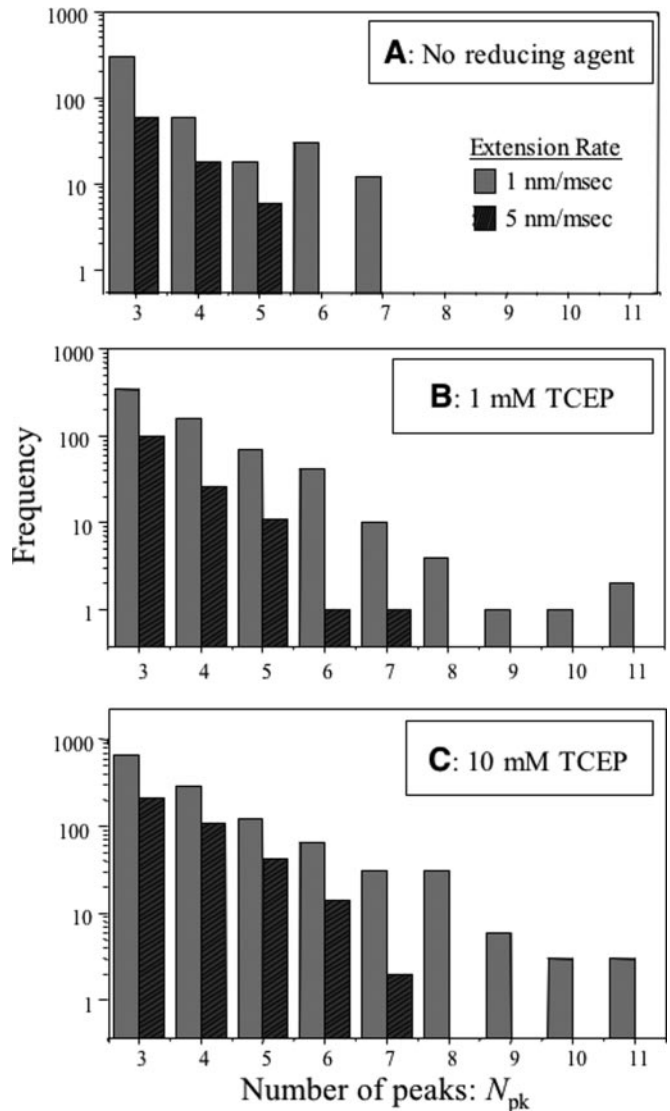 A: No reducing agent
1000
100
10
1
Extension Rate
1 nm/msec
5 nm/msec
3 4 5 6 7 8 9 10 11
B: 1 mM TCEP
1000
100
10
1
Frequency
3 4 5 6 7 8 9 10 11
C: 10 mM TCEP
1000
100
10
1
3 4 5 6 7 8 9 10 11
Number of peaks: Npk